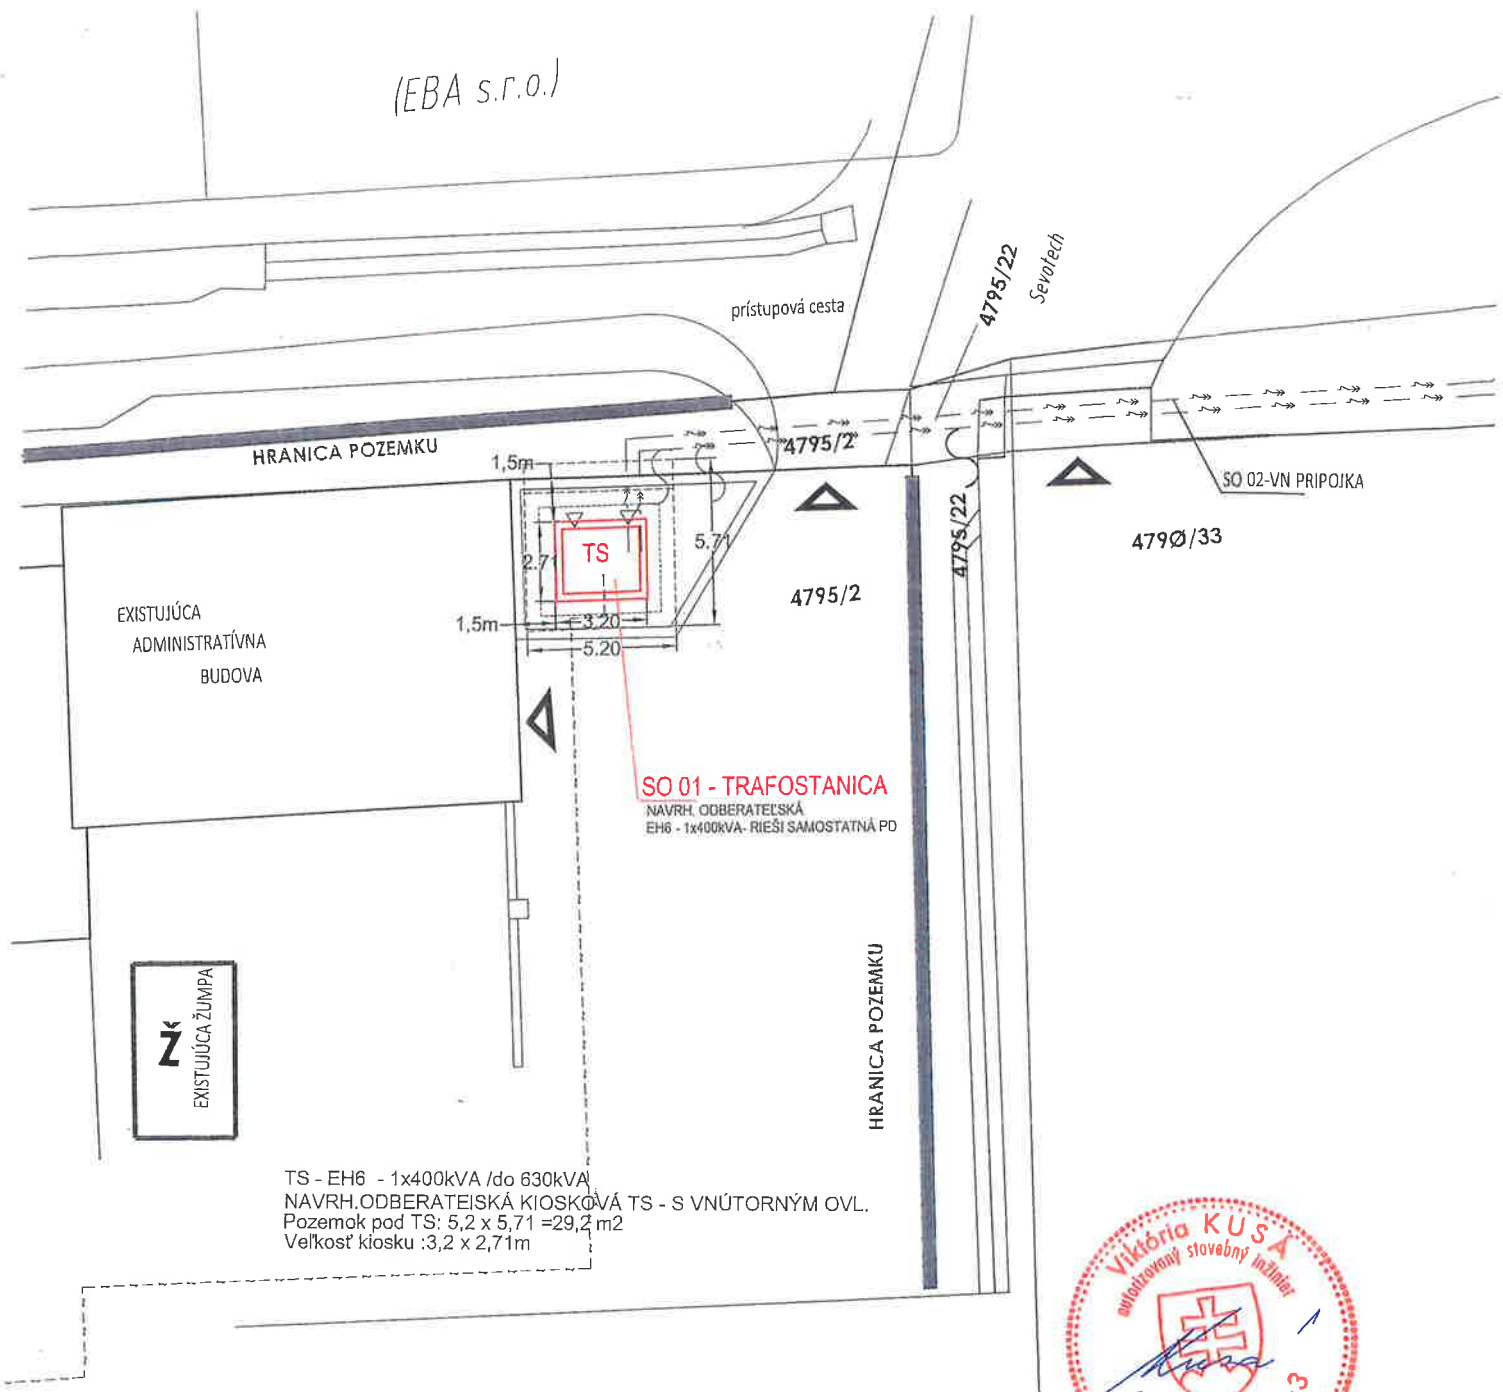 (EBA s.r.o.)
prístupová cesta
4795/22
Sevotech
HRANICA POZEMKU
4795/2
1,5m
SO 02-VN PRIPOJKA
4795/22
479Ø/33
TS
2.71
5.71
4795/2
EXISTUJÚCA
ADMINISTRATÍVNA
BUDOVA
1,5m
3.20
5.20
SO 01 - TRAFOSTANICA
NAVRH. ODBERATEĽSKÁ
EH6 - 1x400kVA- RIEŠI SAMOSTATNÁ PD
HRANICA POZEMKU
Ž
EXISTUJÚCA ŽUMPA
TS - EH6 - 1x400kVA /do 630kVA
NAVRH.ODBERATElSKÁ KIOSKOVÁ TS - S VNÚTORNÝM OVL.
Pozemok pod TS: 5,2 x 5,71 =29,2 m2
Veľkosť kiosku :3,2 x 2,71m
Viktória KUSÁ
autorizovaný stavebný inžinier